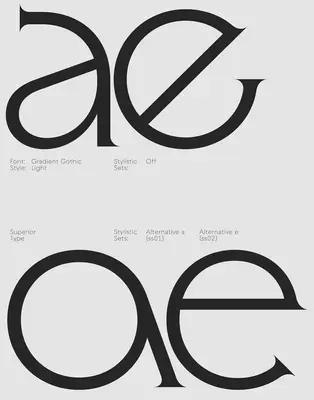 ae
Font: Gradient Gothic Stylistic Off
Style: Light Sets:
Superior Stylistic Alternative a Alternative e
Type Sets: (ss01) (ss02)
ae